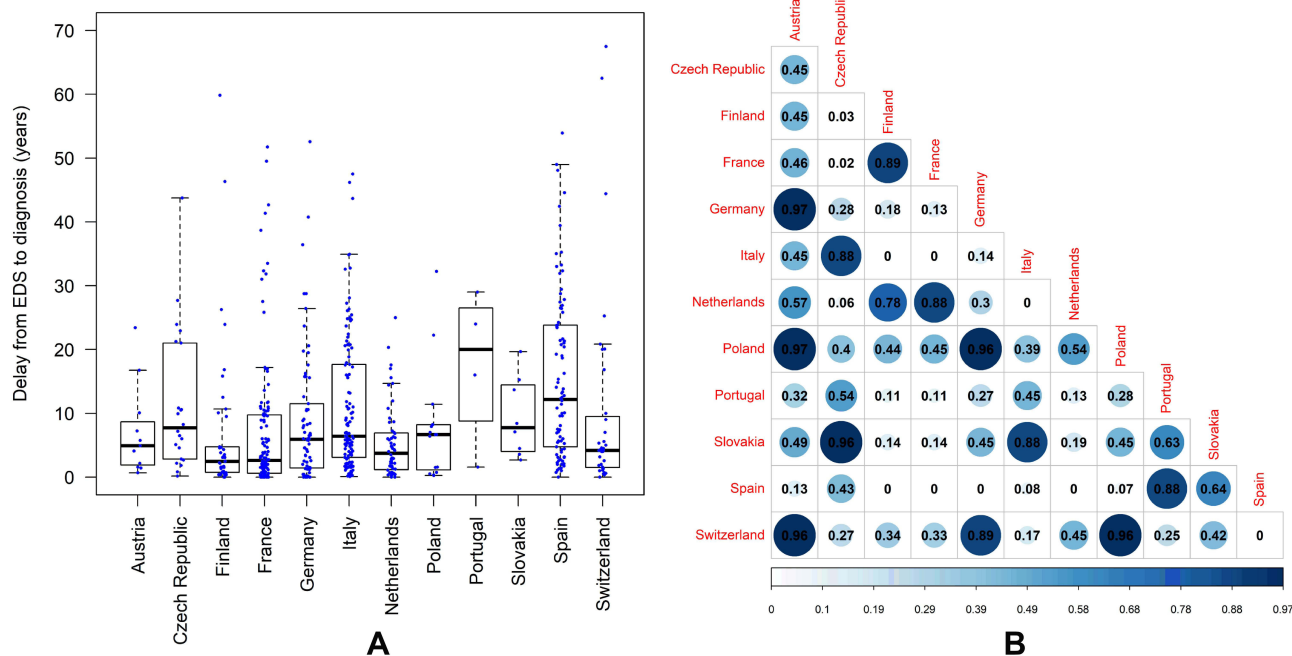 Delay from EDS to diagnosis (years)
70
60
50
40
30
20
10
0
Austria
Czech Republic
Finland
France
Germany
Italy
Netherlands
Poland
Portugal
Slovakia
Spain
Switzerland
A
Austria
Czech Republic 0.45 Czech Republi
Finland 0.45 0.03 Finland
France 0.46 0.02 0.89 France
Germany 0.97 0.28 0.18 0.13 Germany
Italy 0.45 0.88 0 0 0.14 Italy
Netherlands 0.57 0.06 0.78 0.88 0.3 0 Netherlands
Poland 0.97 0.4 0.44 0.45 0.96 0.39 0.54 Poland
Portugal 0.32 0.54 0.11 0.11 0.27 0.45 0.13 0.28 Portugal
Slovakia 0.49 0.96 0.14 0.14 0.45 0.88 0.19 0.45 0.63 Slovakia
Spain 0.13 0.43 0 0 0 0.08 0 0.07 0.88 0.64 Spain
Switzerland 0.96 0.27 0.34 0.33 0.89 0.17 0.45 0.96 0.25 0.42 0
0 0.1 0.19 0.29 0.39 0.49 0.58 0.68 0.78 0.88 0.97
B